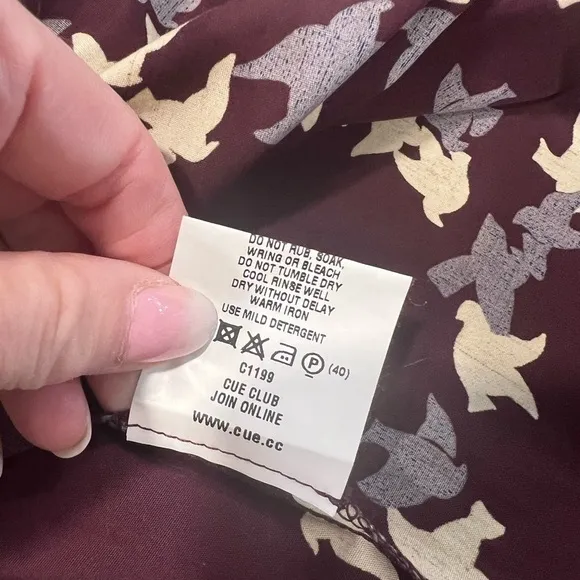 DO NOT RUB, SOAK,
WRING OR BLEACH
DO NOT TUMBLE DRY
COOL RINSE WELL
DRY WITHOUT DELAY
WARM IRON
USE MILD DETERGENT
P (40)
C1199
CUE CLUB
JOIN ONLINE
www.cue.cc